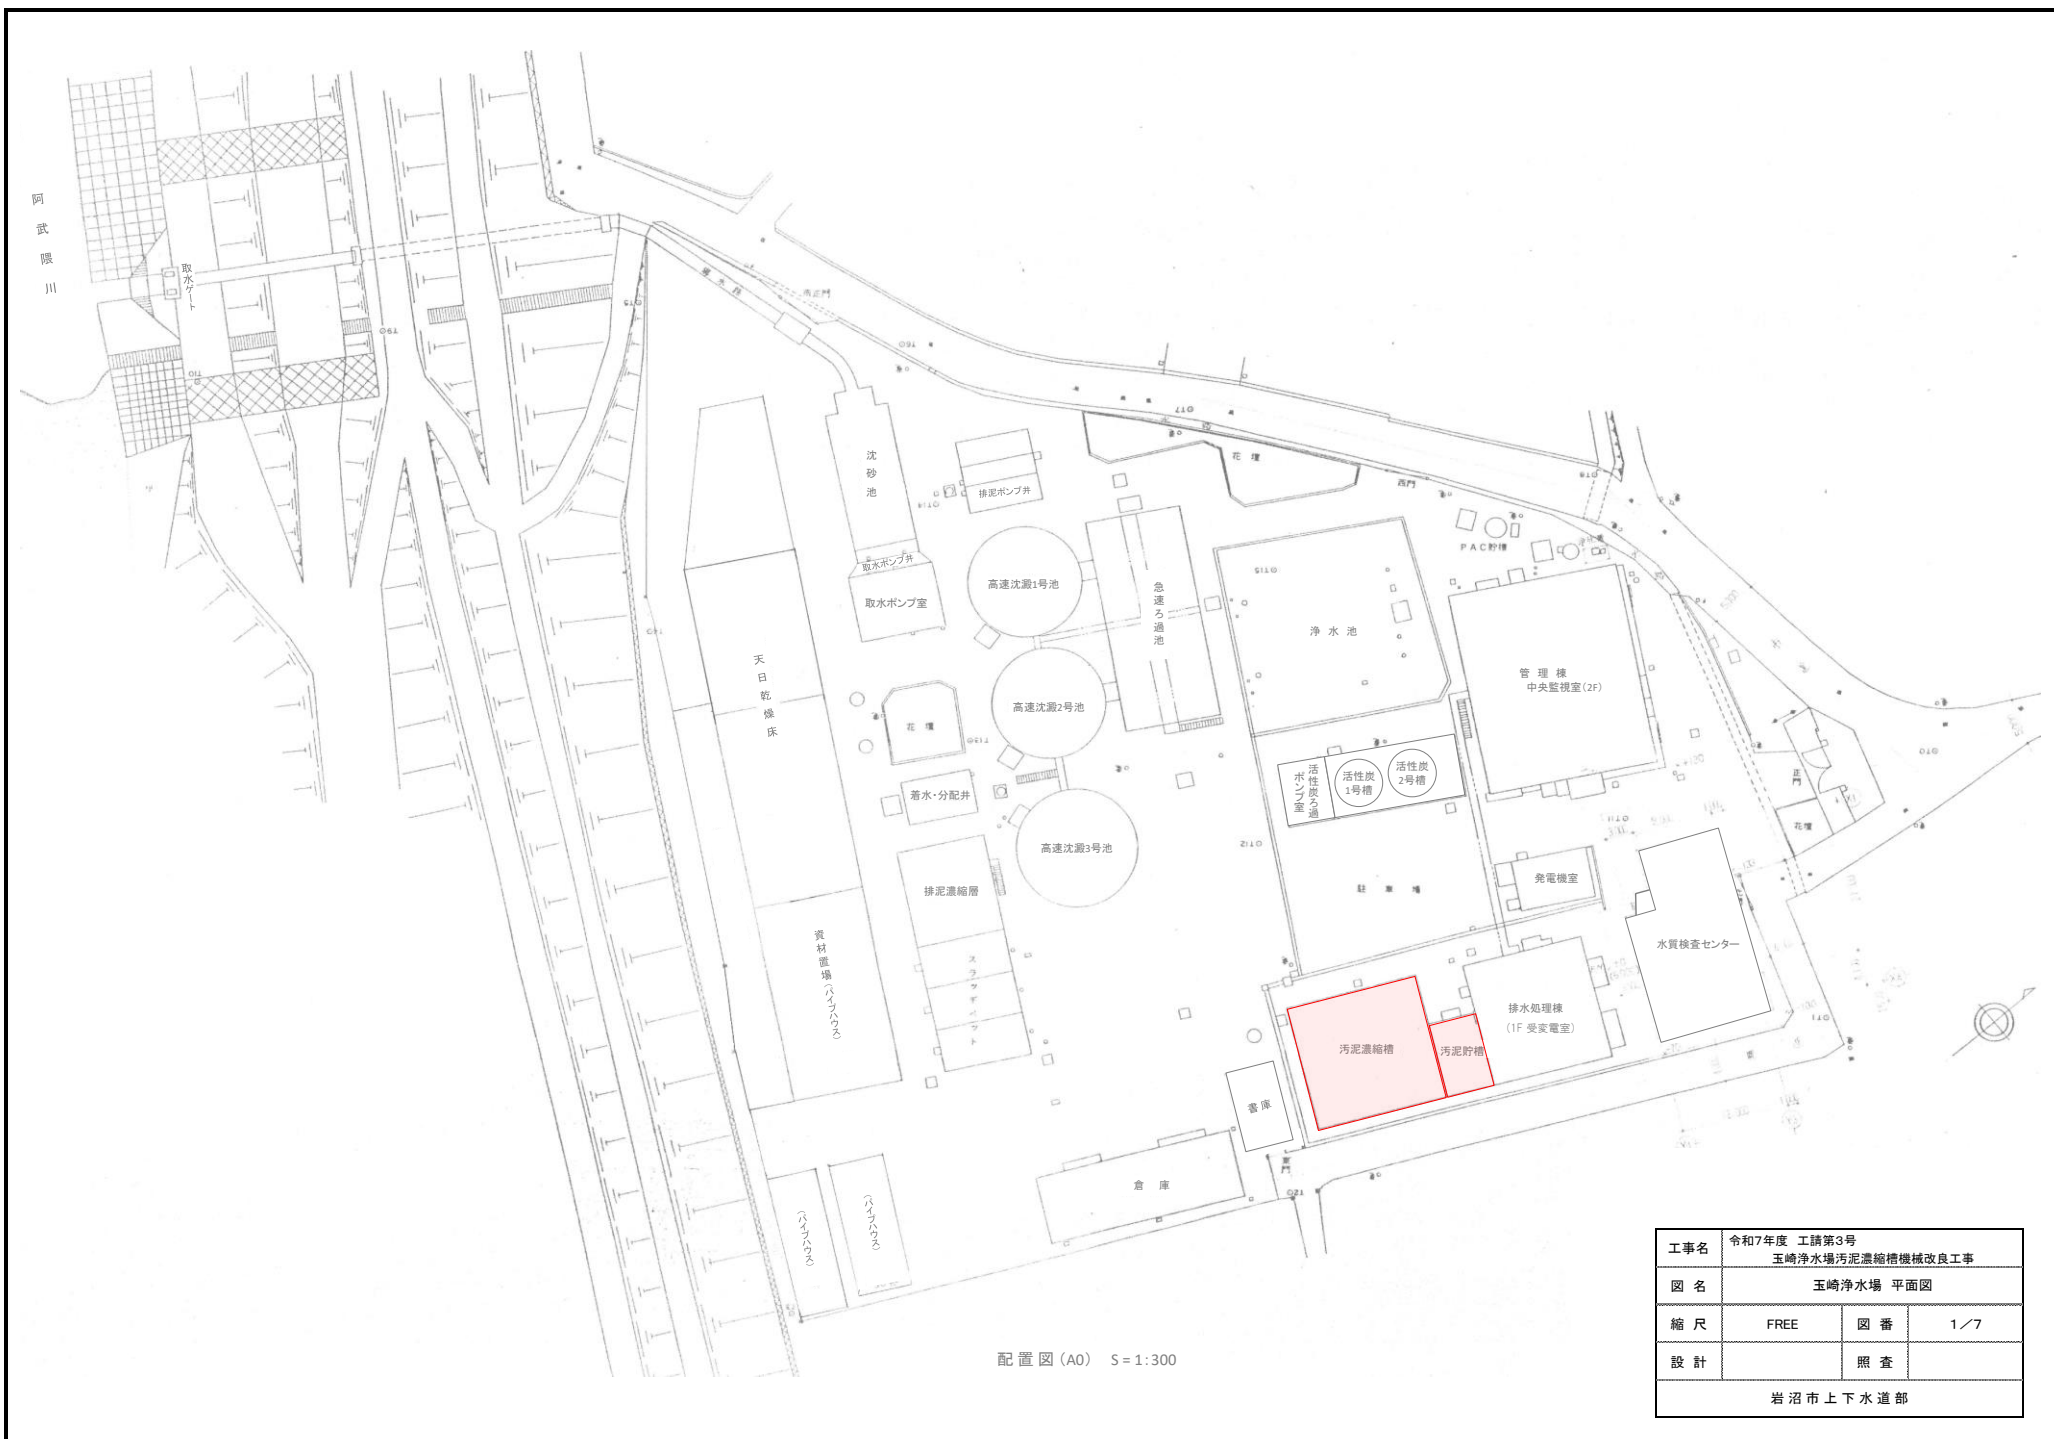 阿武隈川
取水ゲート
導水路
沈砂池
取水ポンプ井
取水ポンプ室
排泥ポンプ井
花壇
西門
PAC貯槽
高速沈澱1号池
高速沈澱2号池
高速沈澱3号池
急速ろ過池
浄水池
管理棟
中央監視室(2F)
天日乾燥床
花壇
着水・分配井
排泥濃縮層
資材置場(パイプハウス)
活性炭ろ過
ポンプ室
活性炭
1号槽
活性炭
2号槽
駐車場
発電機室
水質検査センター
正門
花壇
汚泥濃縮槽
汚泥貯槽
排水処理棟
(1F 受変電室)
書庫
東門
倉庫
(パイプハウス)
(パイプハウス)
配置図(A0) S=1:300
工事名
令和7年度 工請第3号
玉崎浄水場汚泥濃縮槽機械改良工事
図名 玉崎浄水場 平面図
縮尺 FREE 図番 1/7
設計 照査
岩沼市上下水道部